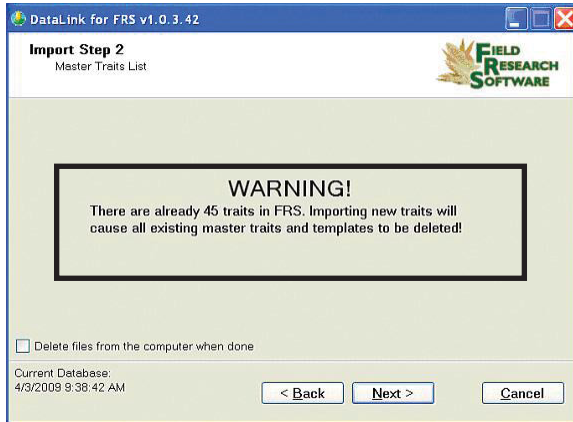 DataLink for FRS v1.0.3.42
Import Step 2
Master Traits List
FIELD
RESEARCH
SOFTWARE
WARNING!
There are already 45 traits in FRS. Importing new traits will
cause all existing master traits and templates to be deleted!
Delete files from the computer when done
Current Database:
4/3/2009 9:38:42 AM
< Back
Next >
Cancel